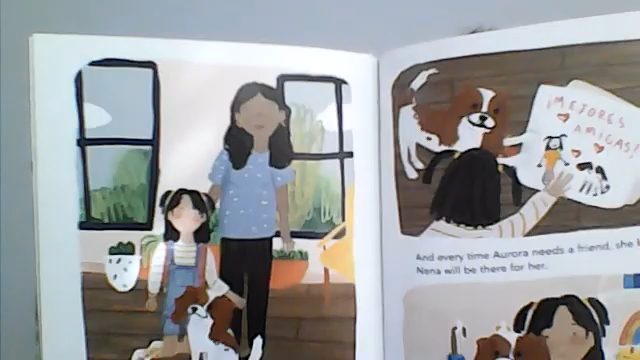 ¡MEJORES
AMIGAS!
And every time Aurora needs a friend, she
Nena will be there for her.